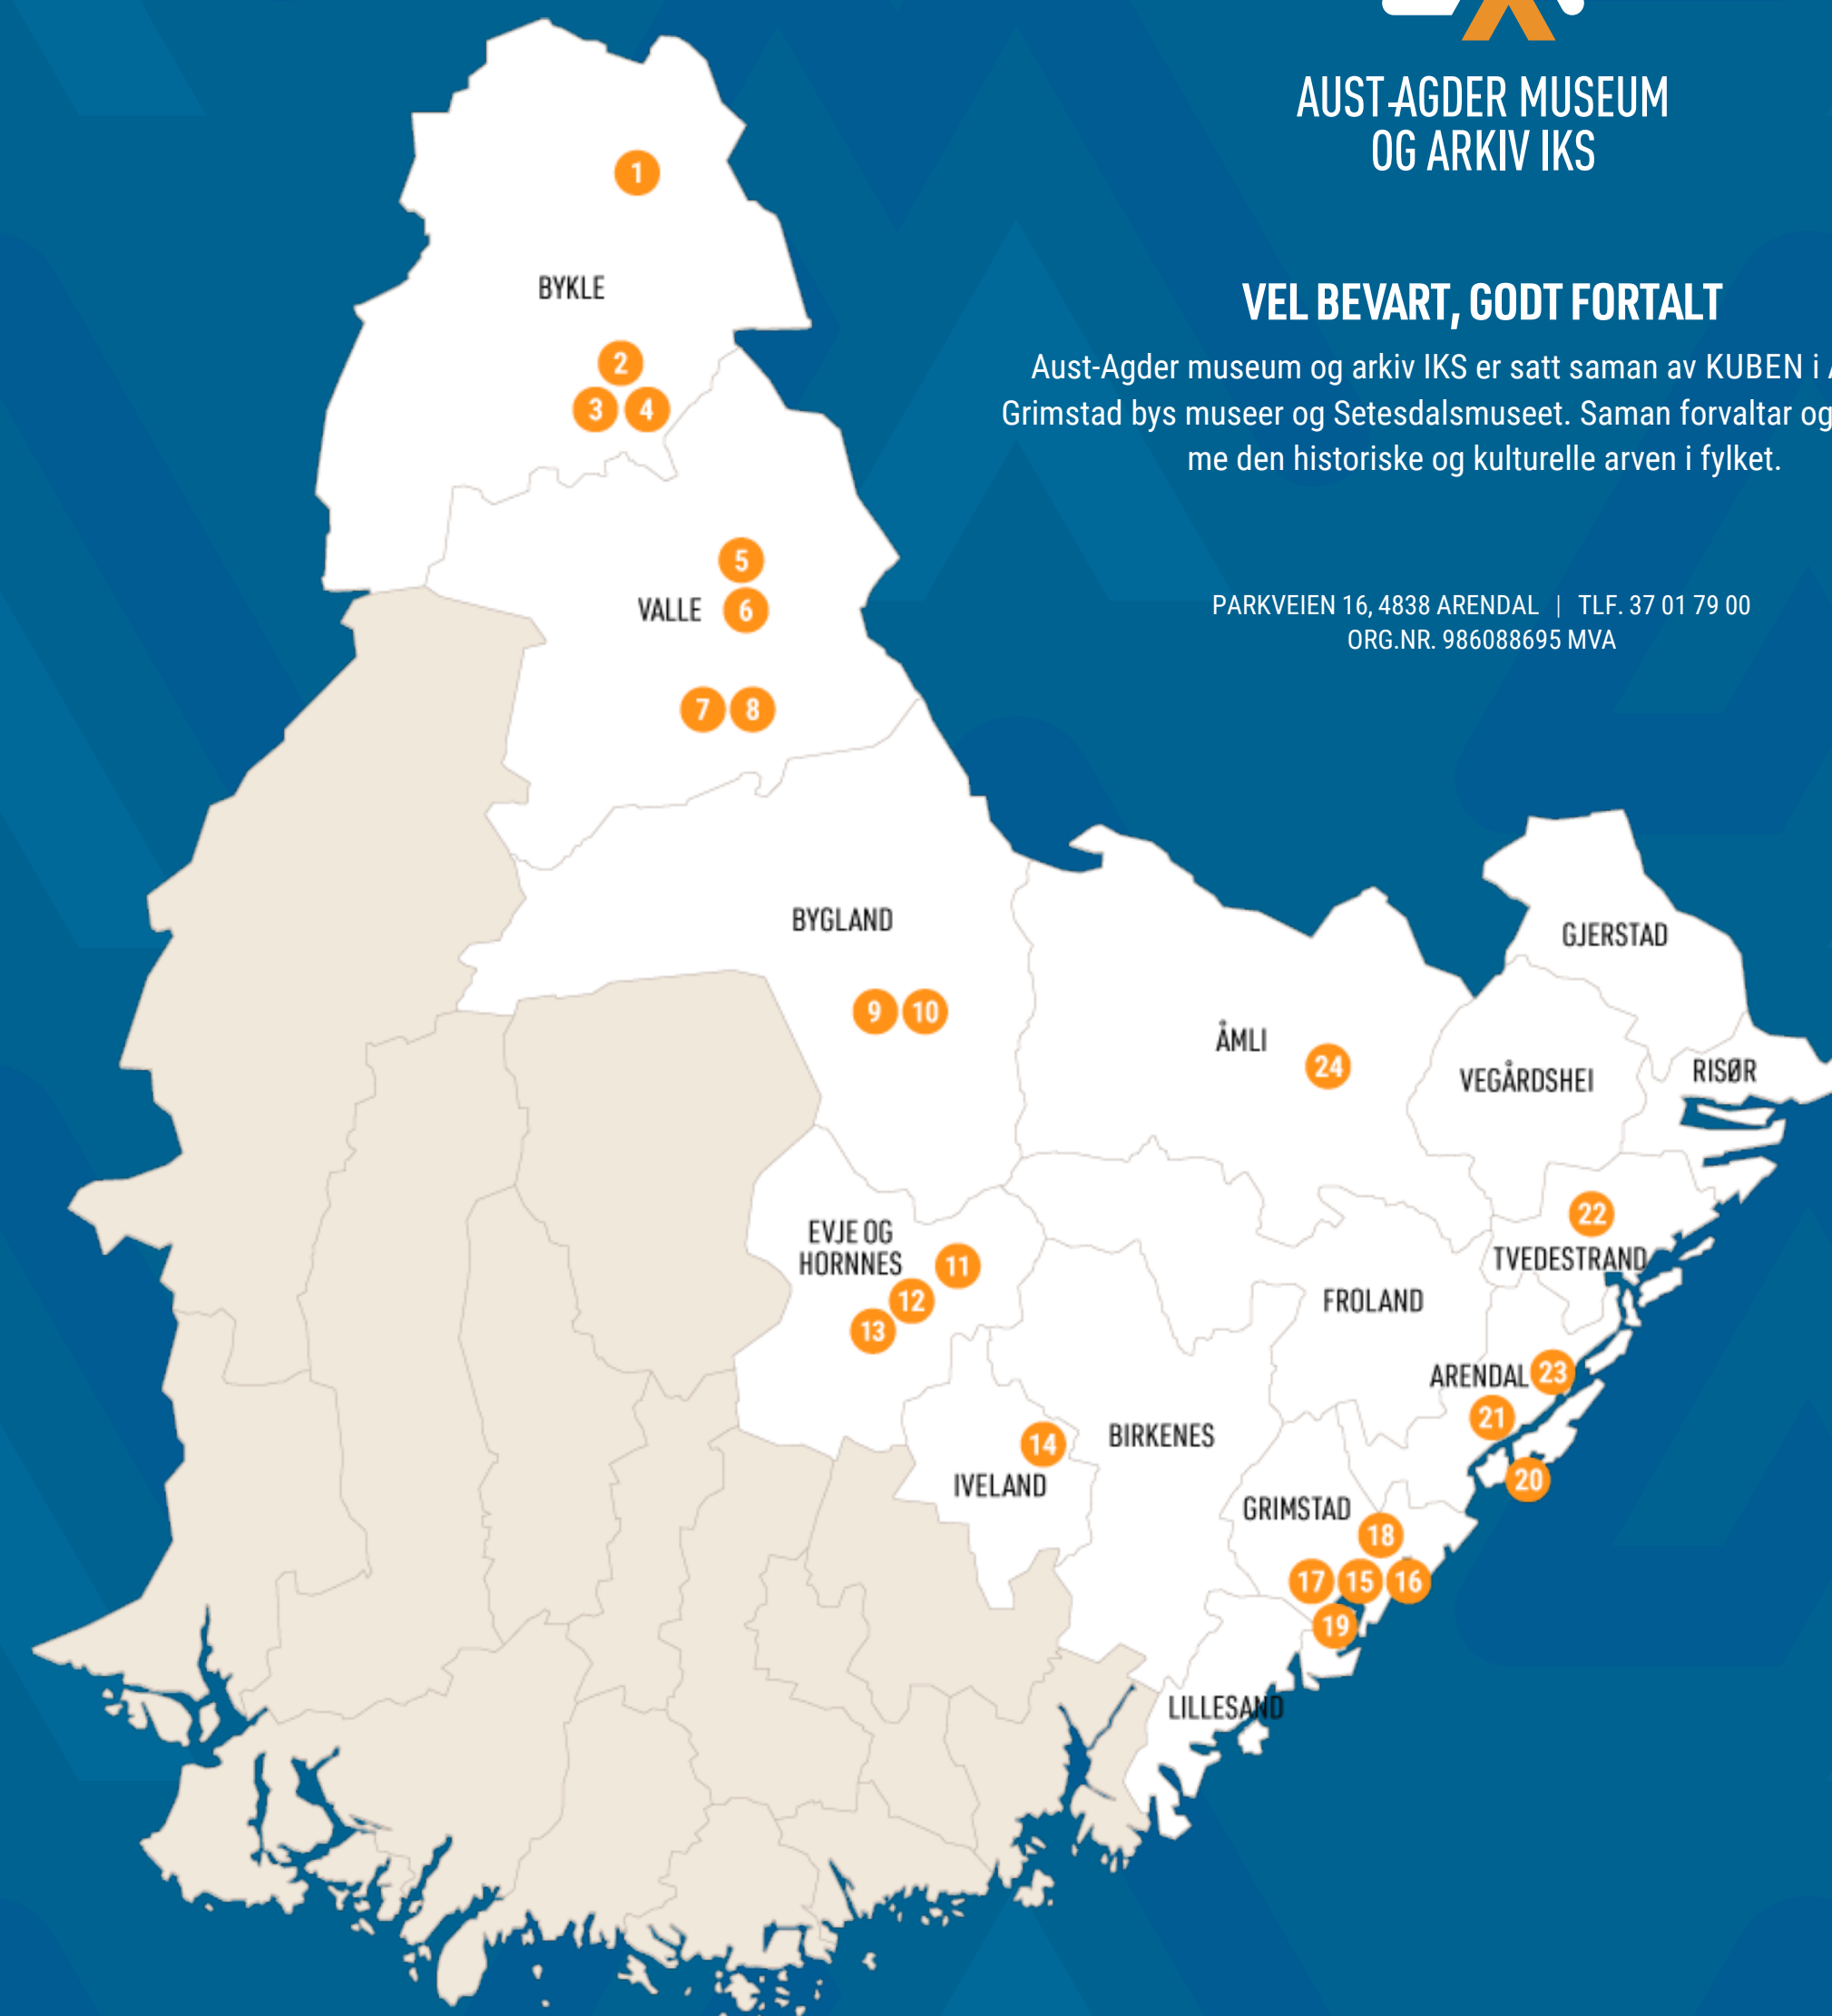 AUST-AGDER MUSEUM
OG ARKIV IKS
VEL BEVART, GODT FORTALT
Aust-Agder museum og arkiv IKS er satt saman av KUBEN i
Grimstad bys museer og Setesdalsmuseet. Saman forvaltar og
me den historiske og kulturelle arven i fylket.
PARKVEIEN 16, 4838 ARENDAL | TLF. 37 01 79 00
ORG.NR. 986088695 MVA
1
BYKLE
2
3 4
5
VALLE 6
7 8
BYGLAND
GJERSTAD
9 10
ÅMLI
24
VEGÅRDSHEI
RISØR
22
EVJE OG
HORNNES
11
TVEDESTRAND
12
FROLAND
13
ARENDAL 23
21
BIRKENES
14
IVELAND
20
GRIMSTAD
18
17 15 16
19
LILLESAND